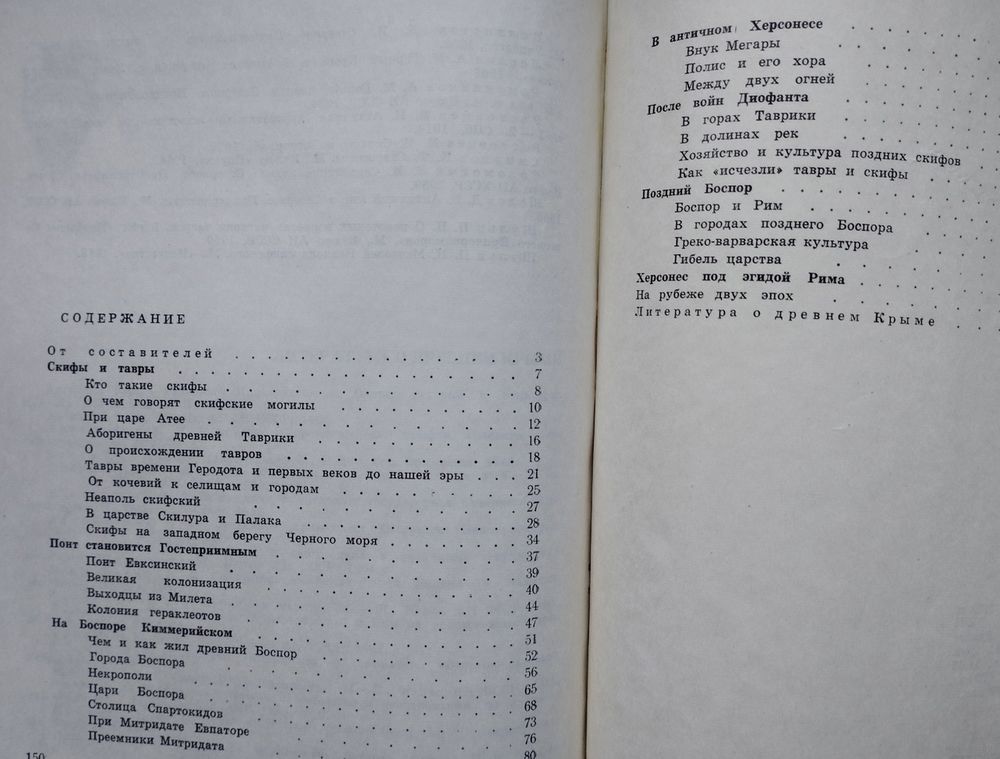 СОДЕРЖАНИЕ
От составителей . . . . . . . . . . . . . . . . 3
Скифы и тавры . . . . . . . . . . . . . . . . 7
Кто такие скифы . . . . . . . . . . . . . . 8
О чем говорят скифские могилы . . . . . . . . . . 10
При царе Атее . . . . . . . . . . . . . . . 12
Аборигены древней Таврики . . . . . . . . . . . 16
О происхождении тавров . . . . . . . . . . . . 18
Тавры времени Геродота и первых веков до нашей эры . . . 21
От кочевий к селищам и городам . . . . . . . . . 25
Неаполь скифский . . . . . . . . . . . . . . 27
В царстве Скилура и Палака . . . . . . . . . . . 28
Скифы на западном берегу Черного моря . . . . . . . 34
Понт становится Гостеприимным . . . . . . . . . . . 37
Понт Евксинский . . . . . . . . . . . . . . 39
Великая колонизация . . . . . . . . . . . . . 40
Выходцы из Милета . . . . . . . . . . . . . . 44
Колония гераклеотов . . . . . . . . . . . . . 47
На Боспоре Киммерийском . . . . . . . . . . . . . 51
Чем и как жил древний Боспор . . . . . . . . . . 52
Города Боспора . . . . . . . . . . . . . . . 56
Некрополи . . . . . . . . . . . . . . . . . 65
Цари Боспора . . . . . . . . . . . . . . . . 68
Столица Спартокидов . . . . . . . . . . . . . 73
При Митридате Евпаторе . . . . . . . . . . . . 76
Преемники Митридата . . . . . . . . . . . . . 80
150
В античном Херсонесе . . . . . .
Внук Мегары . . . . .
Полис и его хора . . . . .
Между двух огней . . . . .
После войн Диофанта . . . . . .
В горах Таврики . . . . .
В долинах рек . . . . .
Хозяйство и культура поздних скифов . .
Как «исчезли» тавры и скифы . . .
Поздний Боспор . . . . . . .
Боспор и Рим . . . . . .
В городах позднего Боспора . . .
Греко-варварская культура . . . .
Гибель царства . . . . . .
Херсонес под эгидой Рима . . . . .
На рубеже двух эпох . . . . . .
Литература о древнем Крыме . . .